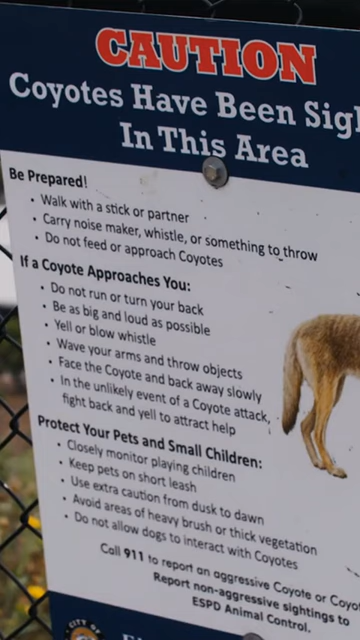 CAUTION
Coyotes Have Been Sigh
In This Area
Be Prepared!
• Walk with a stick or partner
• Carry noise maker, whistle, or something to throw
• Do not feed or approach Coyotes
If a Coyote Approaches You:
• Do not run or turn your back
• Be as big and loud as possible
• Yell or blow whistle
• Wave your arms and throw objects
• Face the Coyote and back away slowly
• In the unlikely event of a Coyote attack,
fight back and yell to attract help
Protect Your Pets and Small Children:
• Closely monitor playing children
• Keep pets on short leash
• Use extra caution from dusk to dawn
• Avoid areas of heavy brush or thick vegetation
• Do not allow dogs to interact with Coyotes
Call 911 to report an aggressive Coyote or Coyo
Report non-aggressive sightings to
ESPD Animal Control,
CITY OF